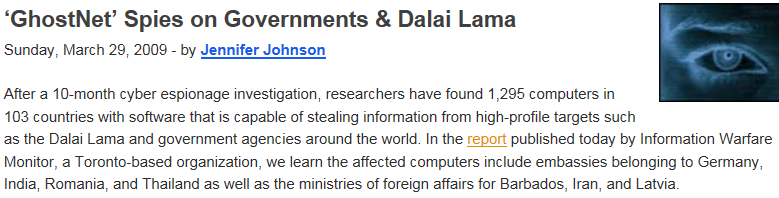 ‘GhostNet’ Spies on Governments & Dalai Lama
Sunday, March 29, 2009 - by Jennifer Johnson
After a 10-month cyber espionage investigation, researchers have found 1,295 computers in
103 countries with software that is capable of stealing information from high-profile targets such
as the Dalai Lama and government agencies around the world. In the report published today by Information Warfare
Monitor, a Toronto-based organization, we learn the affected computers include embassies belonging to Germany,
India, Romania, and Thailand as well as the ministries of foreign affairs for Barbados, Iran, and Latvia.